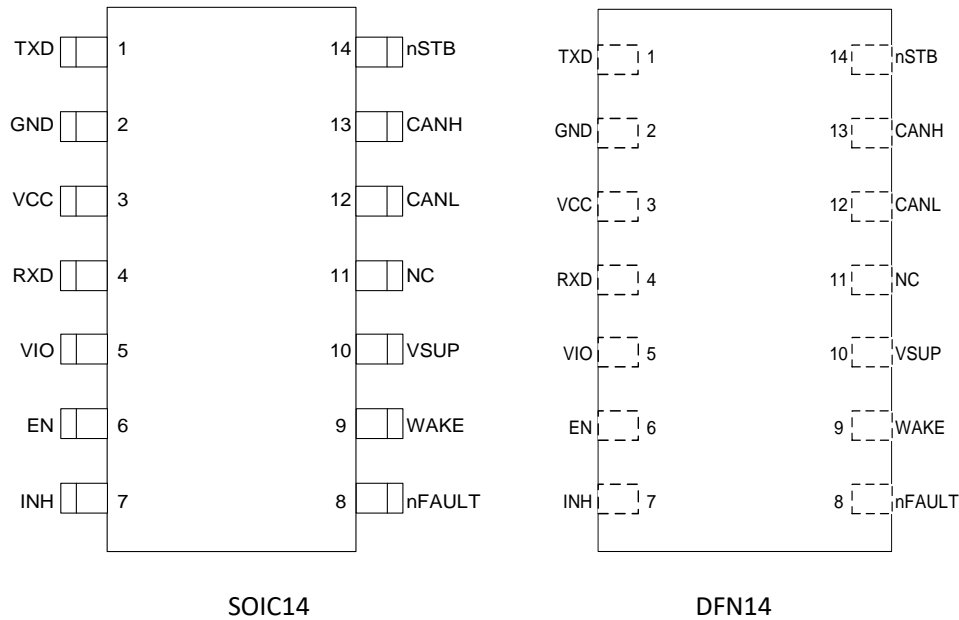 TXD 1 14 nSTB
GND 2 13 CANH
VCC 3 12 CANL
RXD 4 11 NC
VIO 5 10 VSUP
EN 6 9 WAKE
INH 7 8 nFAULT
SOIC14
TXD 1 14 nSTB
GND 2 13 CANH
VCC 3 12 CANL
RXD 4 11 NC
VIO 5 10 VSUP
EN 6 9 WAKE
INH 7 8 nFAULT
DFN14